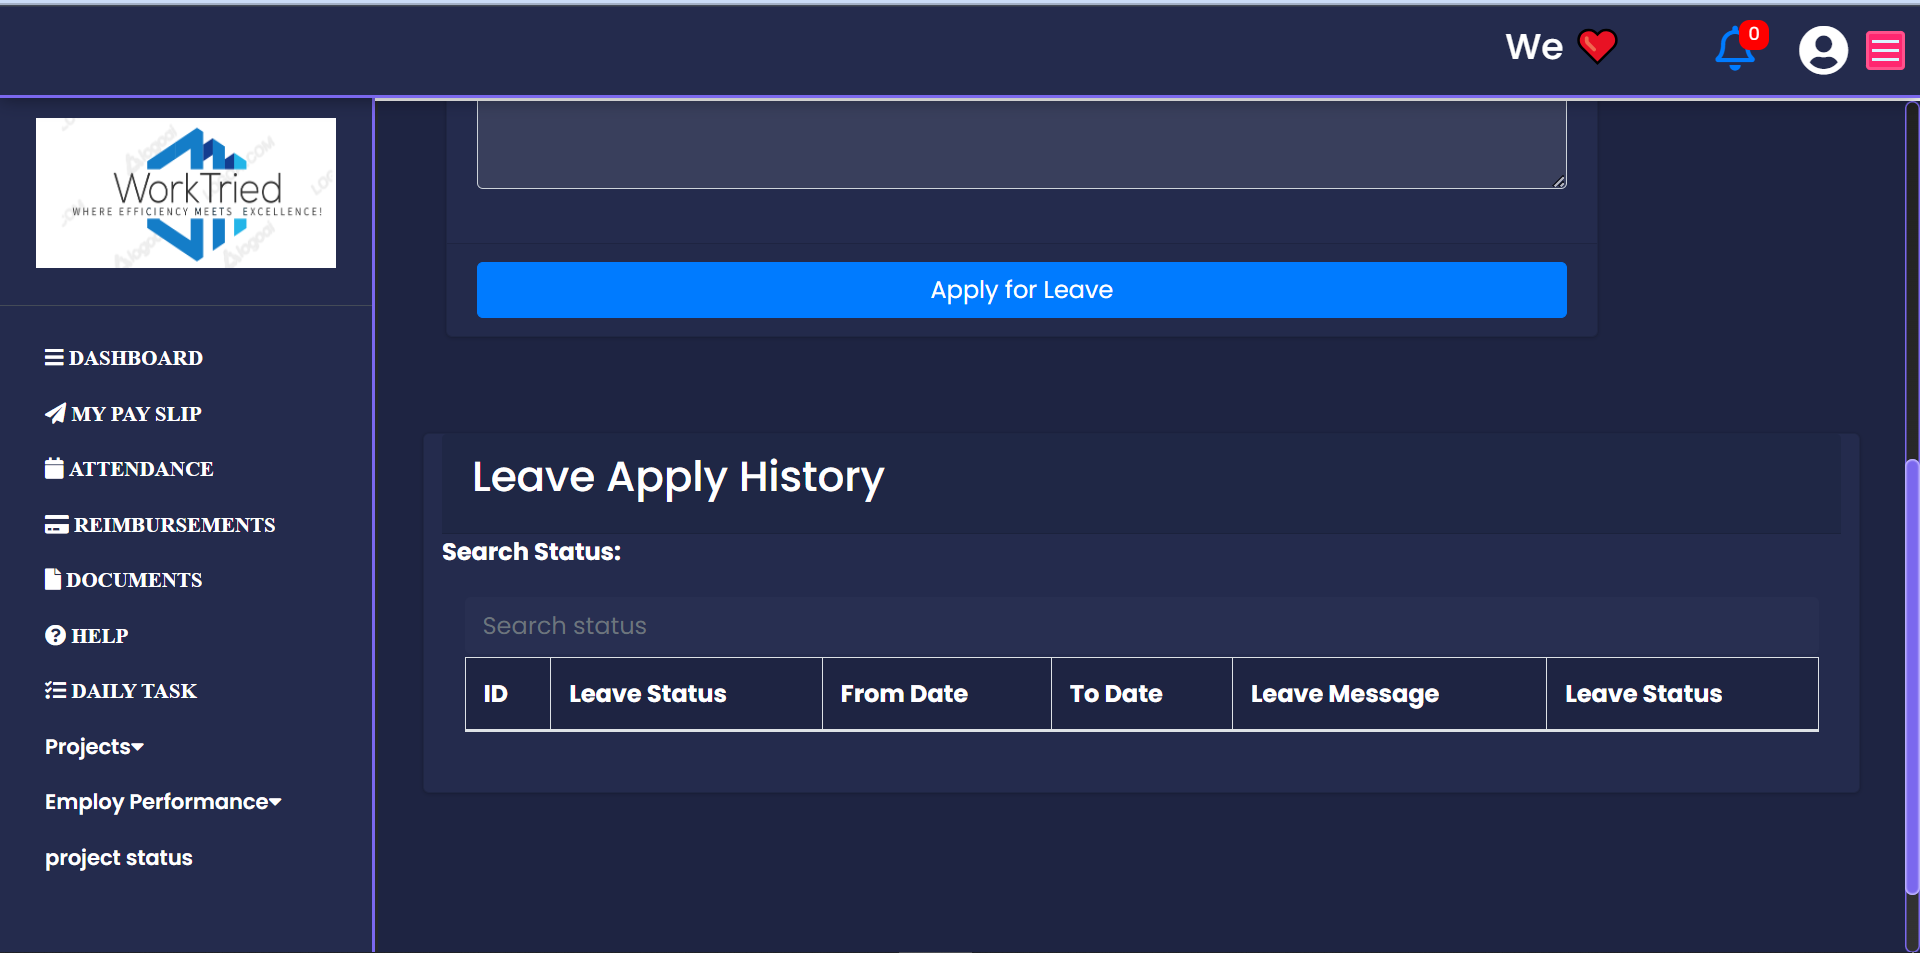 We
0
WorkTried
WHERE EFFICIENCY MEETS EXCELLENCE!
DASHBOARD
MY PAY SLIP
ATTENDANCE
REIMBURSEMENTS
DOCUMENTS
HELP
DAILY TASK
Projects
Employ Performance
project status
Apply for Leave
Leave Apply History
Search Status:
Search status
ID Leave Status From Date To Date Leave Message Leave Status